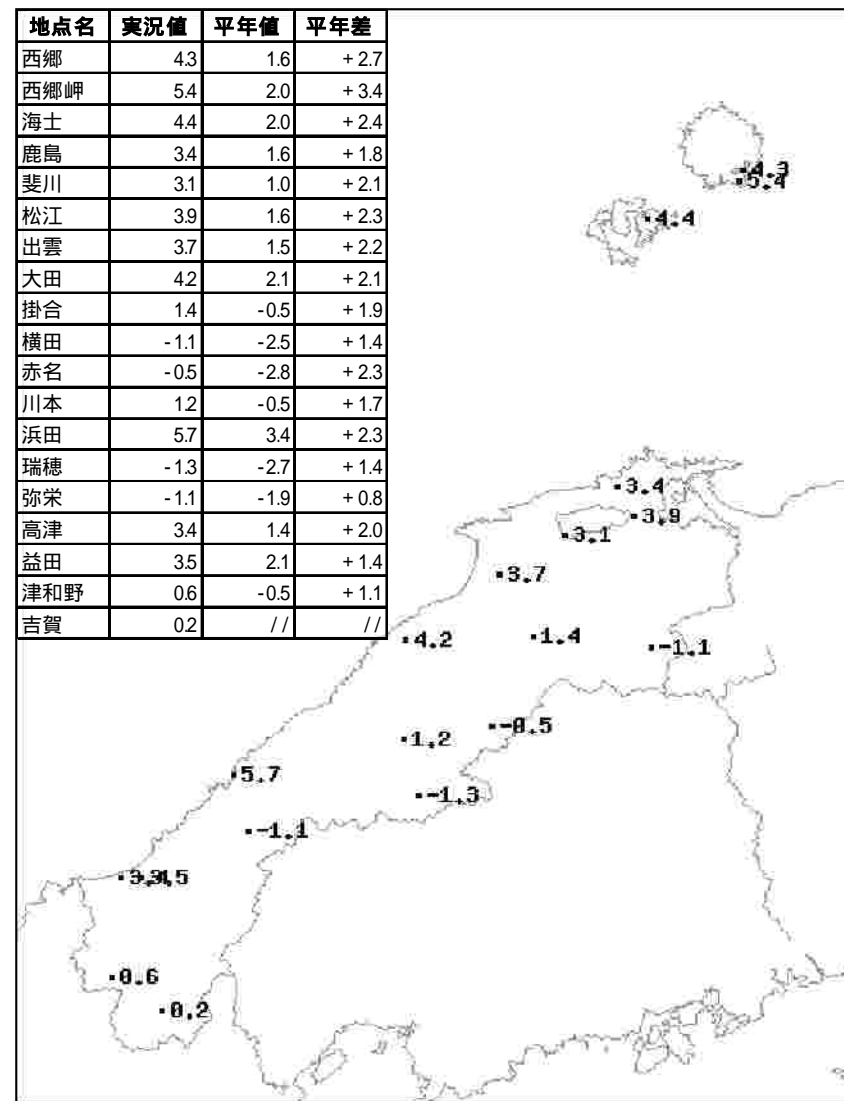 地点名 実況値 平年値 平年差
西郷 4.3 1.6 +2.7
西郷岬 5.4 2.0 +3.4
海士 4.4 2.0 +2.4
鹿島 3.4 1.6 +1.8
斐川 3.1 1.0 +2.1
松江 3.9 1.6 +2.3
出雲 3.7 1.5 +2.2
大田 4.2 2.1 +2.1
掛合 1.4 -0.5 +1.9
横田 -1.1 -2.5 +1.4
赤名 -0.5 -2.8 +2.3
川本 1.2 -0.5 +1.7
浜田 5.7 3.4 +2.3
瑞穂 -1.3 -2.7 +1.4
弥栄 -1.1 -1.9 +0.8
高津 3.4 1.4 +2.0
益田 3.5 2.1 +1.4
津和野 0.6 -0.5 +1.1
吉賀 0.2 // //
4.3
5.4
4.4
3.4
3.9
3.1
3.7
4.2
1.4
-1.1
-0.5
1.2
5.7
-1.3
-1.1
3.4
3.5
0.6
0.2